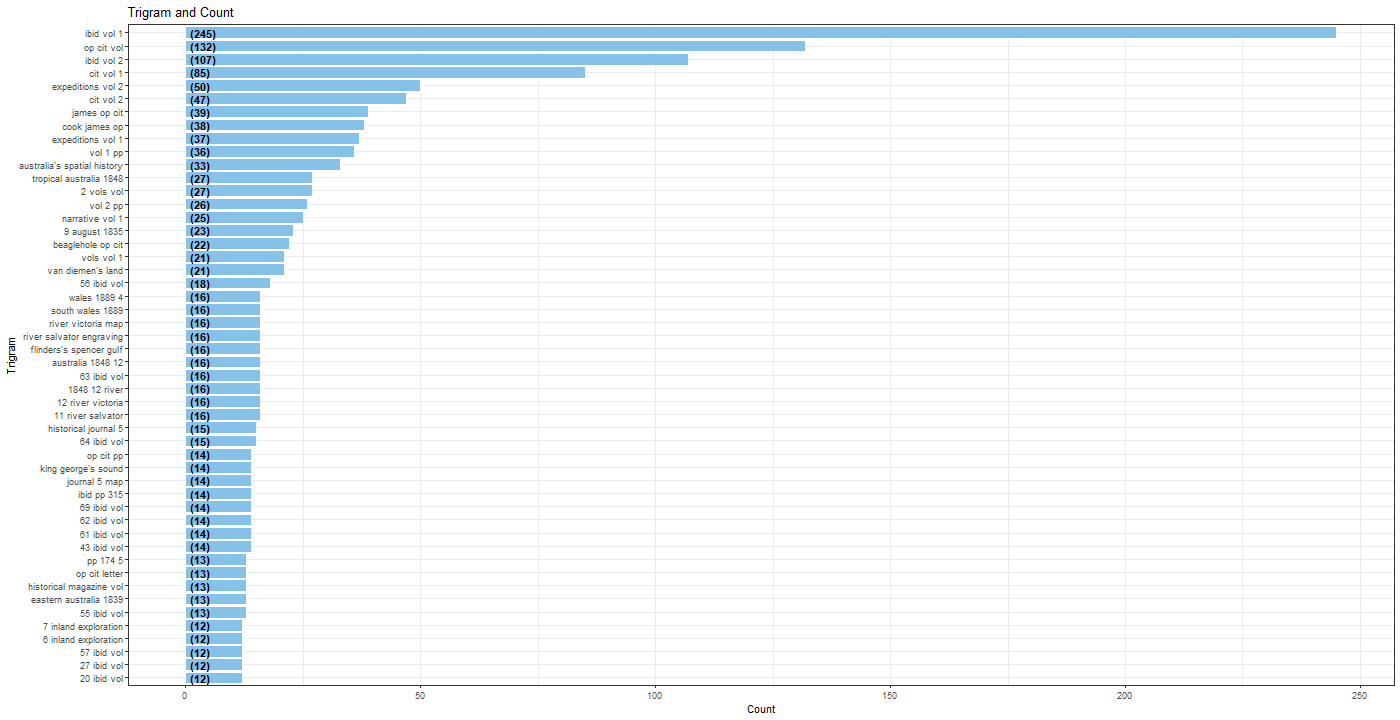 Trigram and Count
ibid vol 1 (245)
op cit vol (132)
ibid vol 2 (107)
cit vol 1 (85)
expeditions vol 2 (50)
cit vol 2 (47)
james op cit (39)
cook james op (38)
expeditions vol 1 (37)
vol 1 pp (36)
australia's spatial history (33)
tropical australia 1848 (27)
2 vols vol (27)
vol 2 pp (26)
narrative vol 1 (25)
9 august 1835 (23)
beaglehole op cit (22)
vols vol 1 (21)
van diemen's land (21)
56 ibid vol (18)
wales 1889 4 (16)
south wales 1889 (16)
river victoria map (16)
river salvator engraving (16)
flinders's spencer gulf (16)
australia 1848 12 (16)
63 ibid vol (16)
1848 12 river (16)
12 river victoria (16)
11 river salvator (16)
historical journal 5 (15)
64 ibid vol (15)
op cit pp (14)
king george's sound (14)
journal 5 map (14)
ibid pp 315 (14)
69 ibid vol (14)
62 ibid vol (14)
61 ibid vol (14)
43 ibid vol (14)
pp 174 5 (13)
op cit letter (13)
historical magazine vol (13)
eastern australia 1839 (13)
55 ibid vol (13)
7 inland exploration (12)
6 inland exploration (12)
57 ibid vol (12)
27 ibid vol (12)
20 ibid vol (12)
Trigram
0 50 100 150 200 250
Count